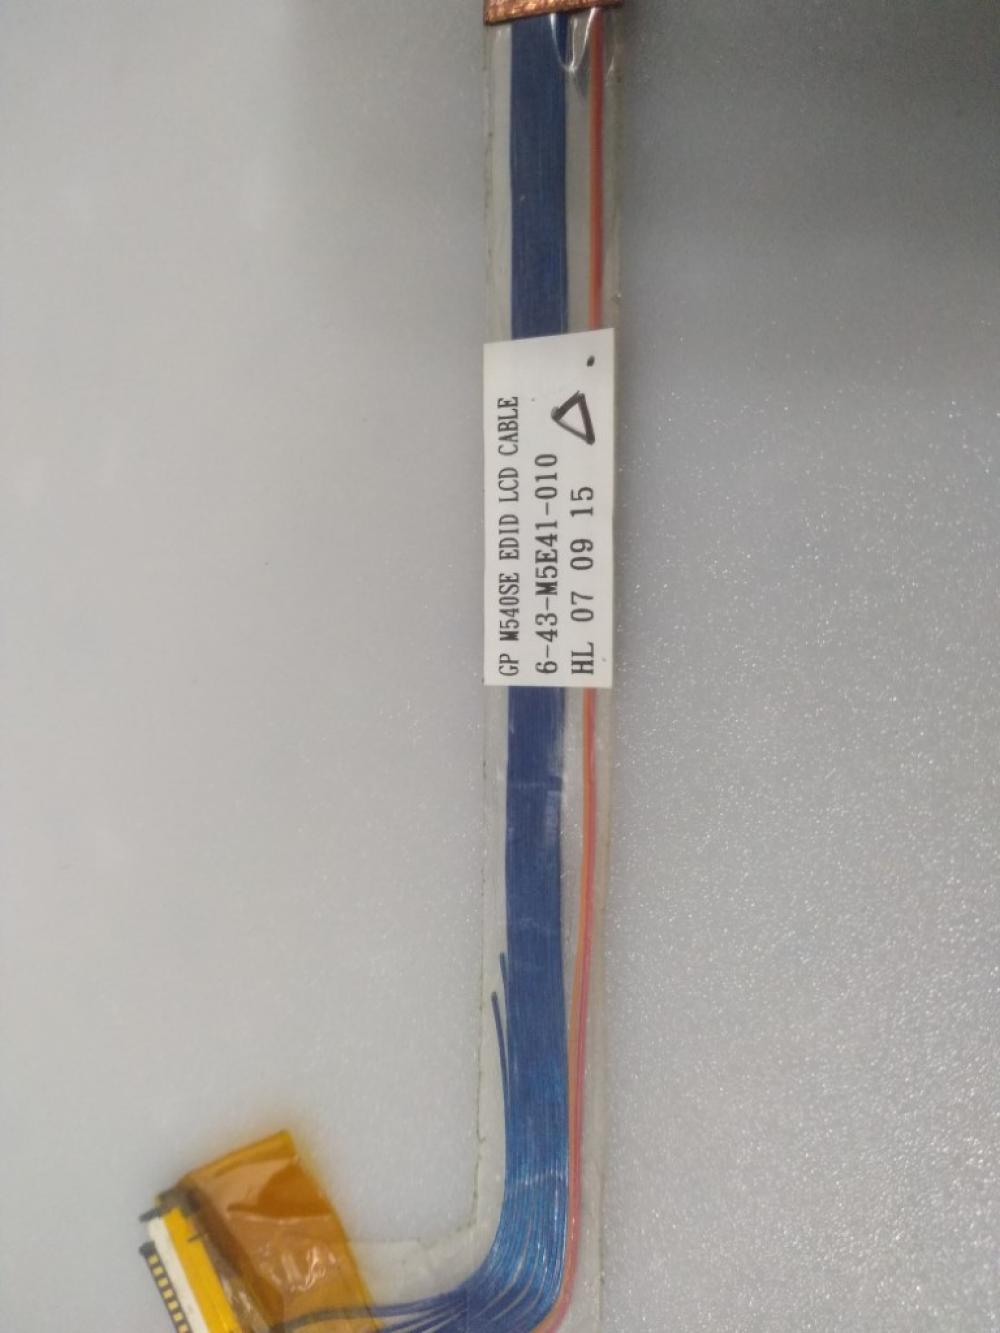 GP M540SE EDID LCD CABLE
6-43-M5E41-010
HL 07 09 15